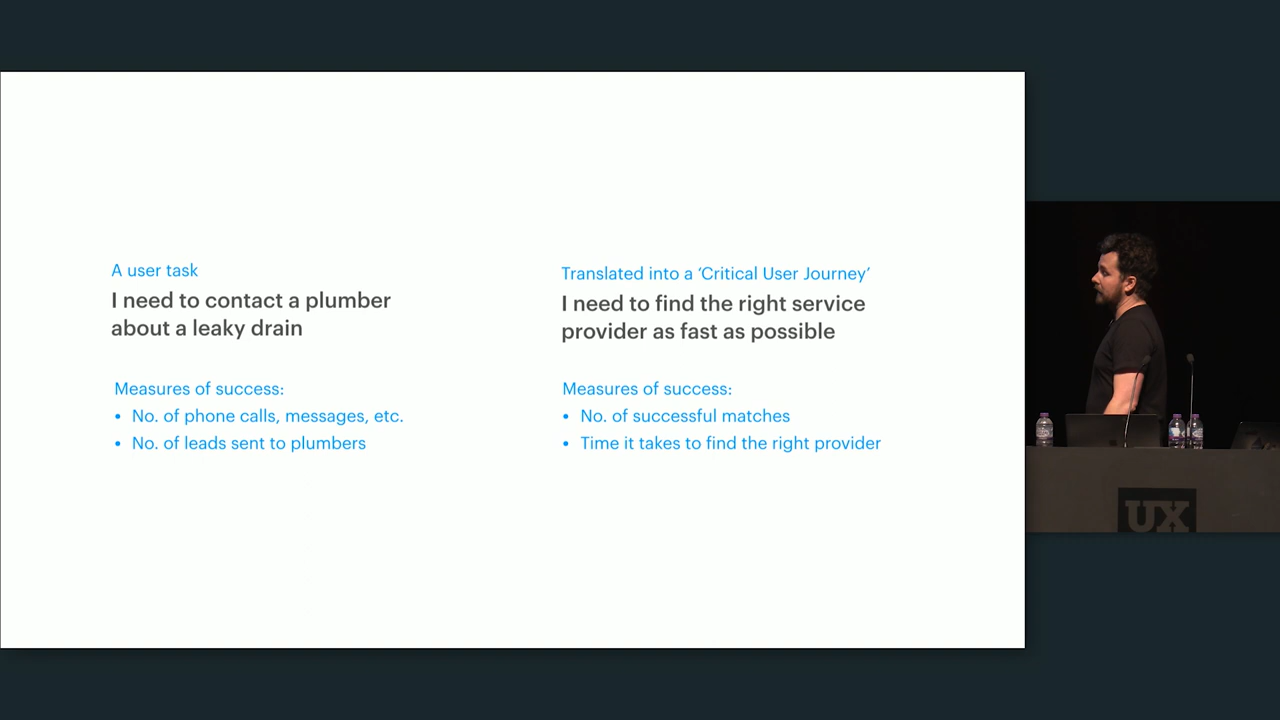 A user task
I need to contact a plumber
about a leaky drain
Measures of success:
• No. of phone calls, messages, etc.
• No. of leads sent to plumbers
Translated into a ‘Critical User Journey’
I need to find the right service
provider as fast as possible
Measures of success:
• No. of successful matches
• Time it takes to find the right provider
UX